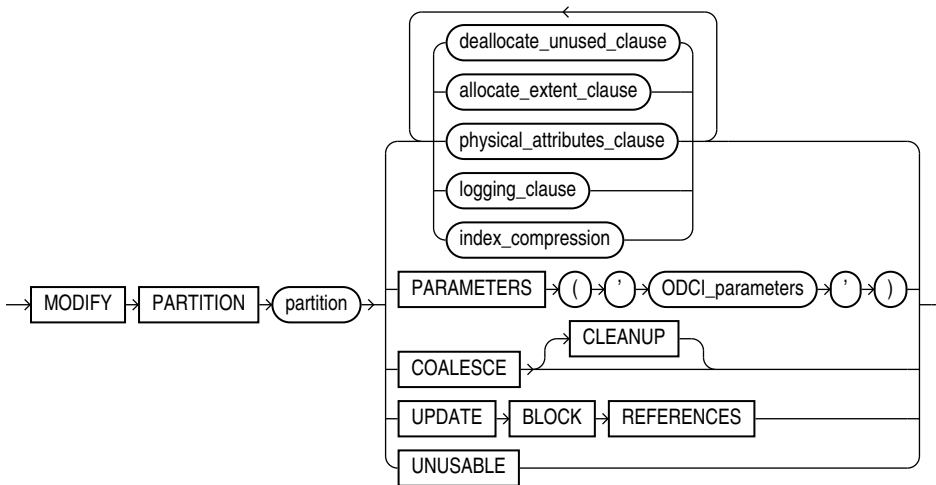 deallocate_unused_clause
allocate_extent_clause
physical_attributes_clause
logging_clause
index_compression
MODIFY PARTITION partition
PARAMETERS ( ' ODCI_parameters ' )
CLEANUP
COALESCE
UPDATE BLOCK REFERENCES
UNUSABLE